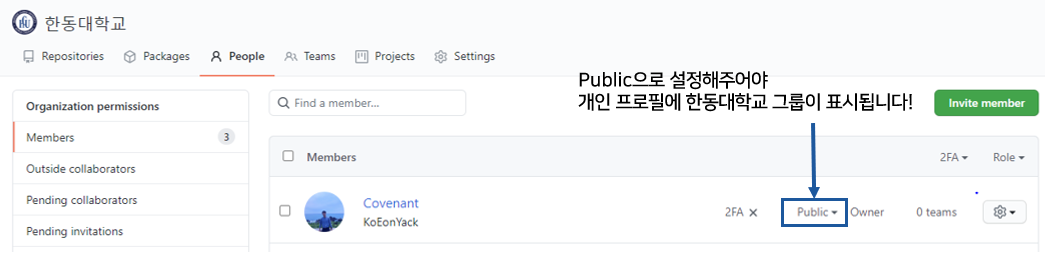 한동대학교
Repositories Packages People Teams Projects Settings
Public으로 설정해주어야
개인 프로필에 한동대학교 그룹이 표시됩니다!
Organization permissions
Members 3
Outside collaborators
Pending collaborators
Pending invitations
Find a member...
Invite member
Members 2FA Role
Covenant
KoEonYack
2FA Public Owner 0 teams